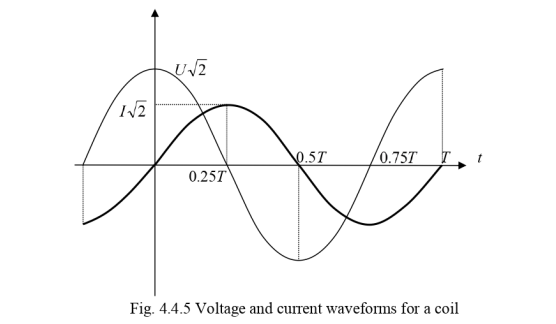 U√2
I√2
0.5T
0.75T
T
t
0.25T
Fig. 4.4.5 Voltage and current waveforms for a coil